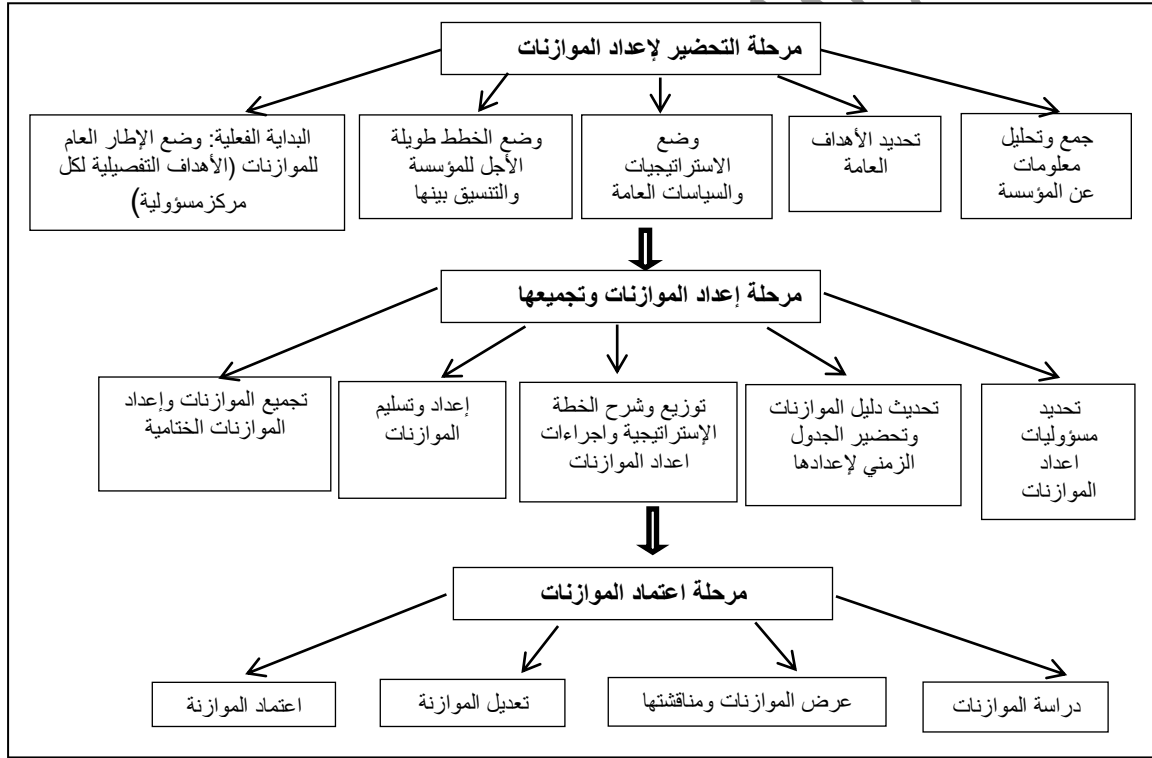 مرحلة التحضير لإعداد الموازنات
جمع وتحليل
معلومات
عن المؤسسة
تحديد الأهداف
العامة
وضع
الاستراتيجيات
والسياسات العامة
وضع الخطط طويلة
الأجل للمؤسسة
والتنسيق بينها
البداية الفعلية: وضع الإطار العام
للموازنات (الأهداف التفصيلية لكل
مركزمسؤولية)
مرحلة إعداد الموازنات وتجميعها
تحديد
مسؤوليات
اعداد
الموازنات
تحديث دليل الموازنات
وتحضير الجدول
الزمني لإعدادها
توزيع وشرح الخطة
الإستراتيجية واجراءات
اعداد الموازنات
إعداد وتسليم
الموازنات
تجميع الموازنات وإعداد
الموازنات الختامية
مرحلة اعتماد الموازنات
دراسة الموازنات
عرض الموازنات ومناقشتها
تعديل الموازنة
اعتماد الموازنة